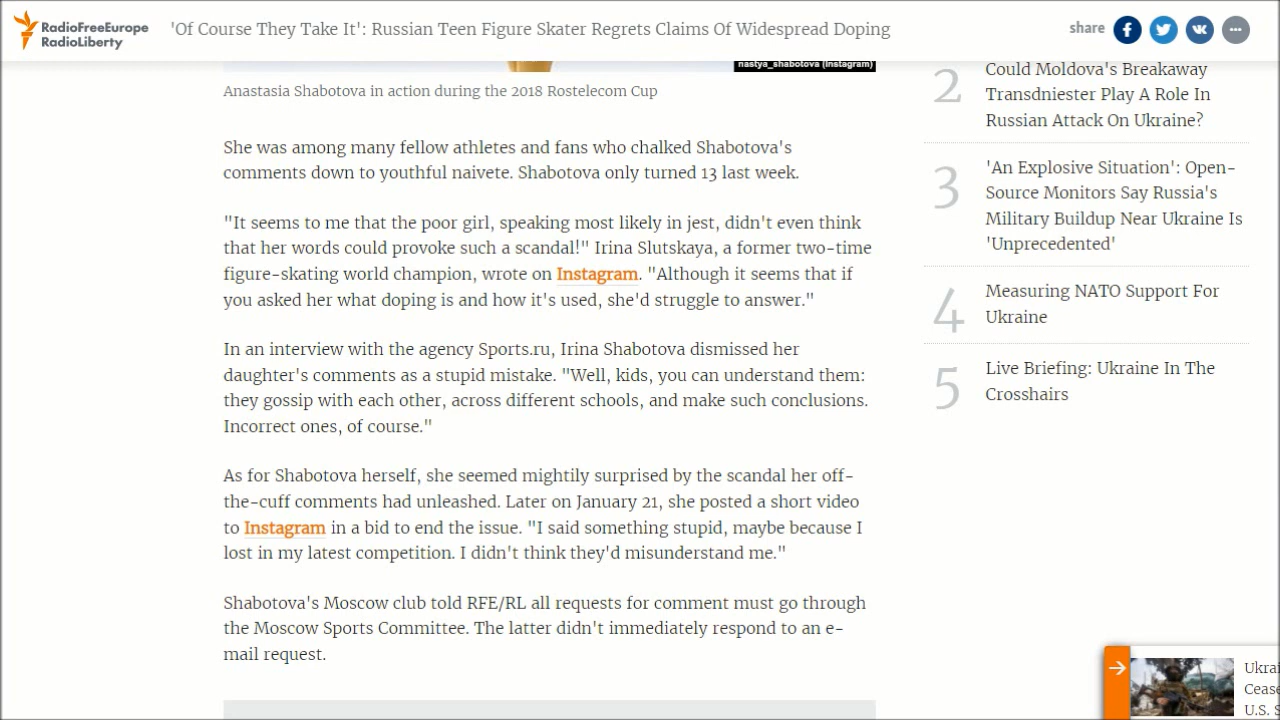 RadioFreeEurope
RadioLiberty
'Of Course They Take It': Russian Teen Figure Skater Regrets Claims Of Widespread Doping
share
nastya_shabotova (Instagram)
Anastasia Shabotova in action during the 2018 Rostelecom Cup
She was among many fellow athletes and fans who chalked Shabotova's
comments down to youthful naivete. Shabotova only turned 13 last week.
"It seems to me that the poor girl, speaking most likely in jest, didn't even think
that her words could provoke such a scandal!" Irina Slutskaya, a former two-time
figure-skating world champion, wrote on Instagram. "Although it seems that if
you asked her what doping is and how it's used, she'd struggle to answer."
In an interview with the agency Sports.ru, Irina Shabotova dismissed her
daughter's comments as a stupid mistake. "Well, kids, you can understand them:
they gossip with each other, across different schools, and make such conclusions.
Incorrect ones, of course."
As for Shabotova herself, she seemed mightily surprised by the scandal her off-
the-cuff comments had unleashed. Later on January 21, she posted a short video
to Instagram in a bid to end the issue. "I said something stupid, maybe because I
lost in my latest competition. I didn't think they'd misunderstand me."
Shabotova's Moscow club told RFE/RL all requests for comment must go through
the Moscow Sports Committee. The latter didn't immediately respond to an e-
mail request.
2
Could Moldova's Breakaway
Transdniester Play A Role In
Russian Attack On Ukraine?
3
'An Explosive Situation': Open-
Source Monitors Say Russia's
Military Buildup Near Ukraine Is
'Unprecedented'
4
Measuring NATO Support For
Ukraine
5
Live Briefing: Ukraine In The
Crosshairs
Ukrai
Cease
U.S. S